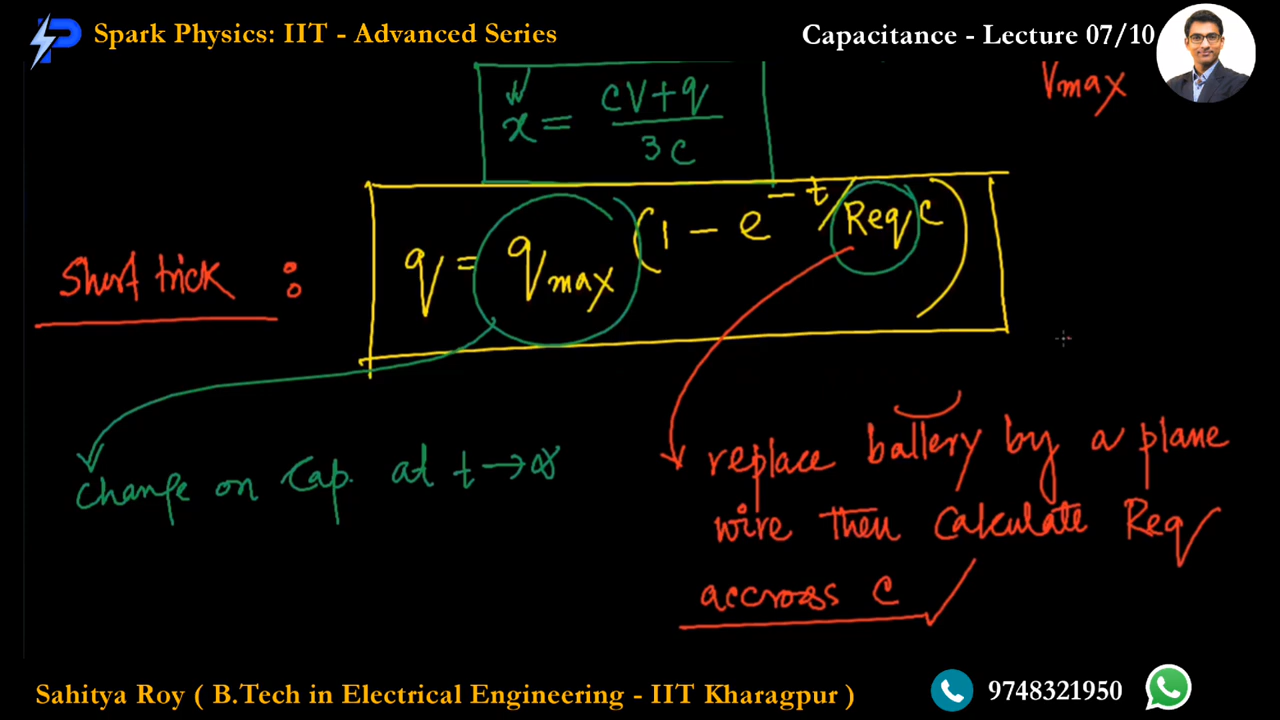 Spark Physics: IIT - Advanced Series
Capacitance - Lecture 07/10
Vmax
x = CV+q / 3C
Short trick :
q = qmax (1 - e^-t/Req C)
Charge on Cap. at t → ∞
replace battery by a plane
wire then calculate Req
accross C
Sahitya Roy ( B.Tech in Electrical Engineering - IIT Kharagpur )
9748321950